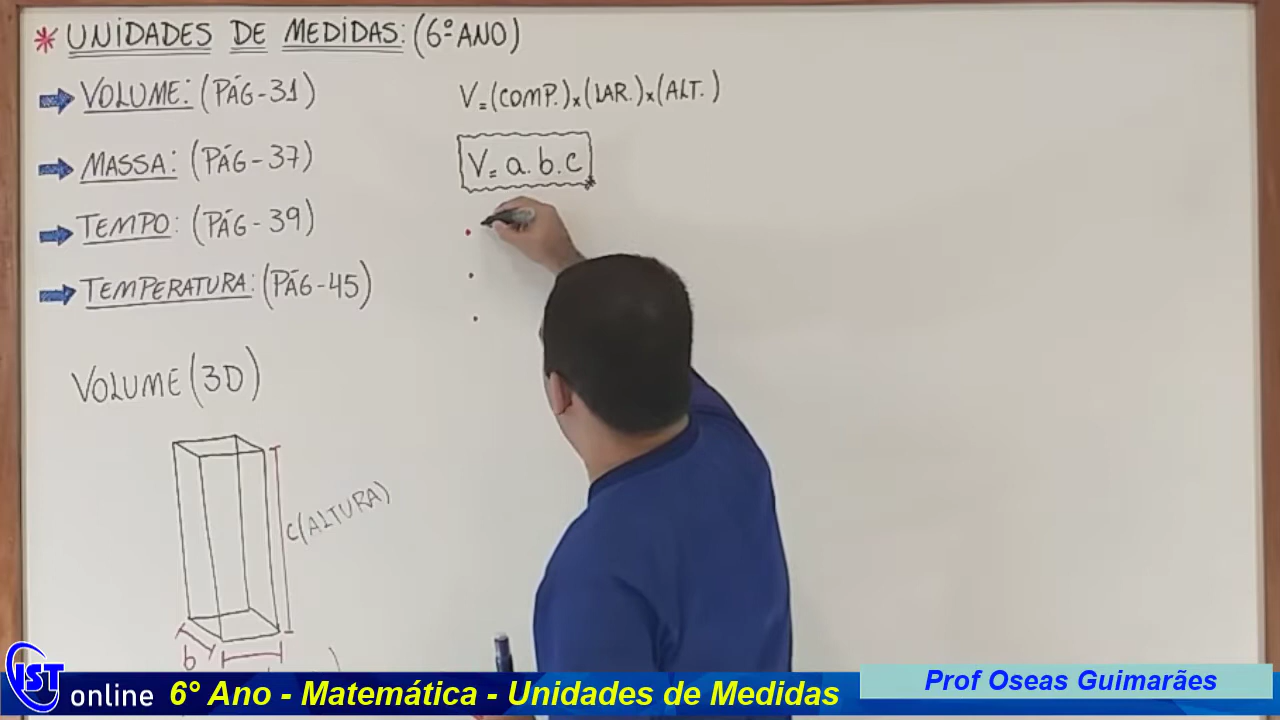 * UNIDADES DE MEDIDAS: (6º ANO)
VOLUME: (PÁG-31)
MASSA: (PÁG-37)
TEMPO: (PÁG-39)
TEMPERATURA: (PÁG-45)
V=(COMP.)x(LAR.)x(ALT.)
V=a.b.c
VOLUME (3D)
C(ALTURA)
b
IST online
6° Ano - Matemática - Unidades de Medidas
Prof Oseas Guimarães